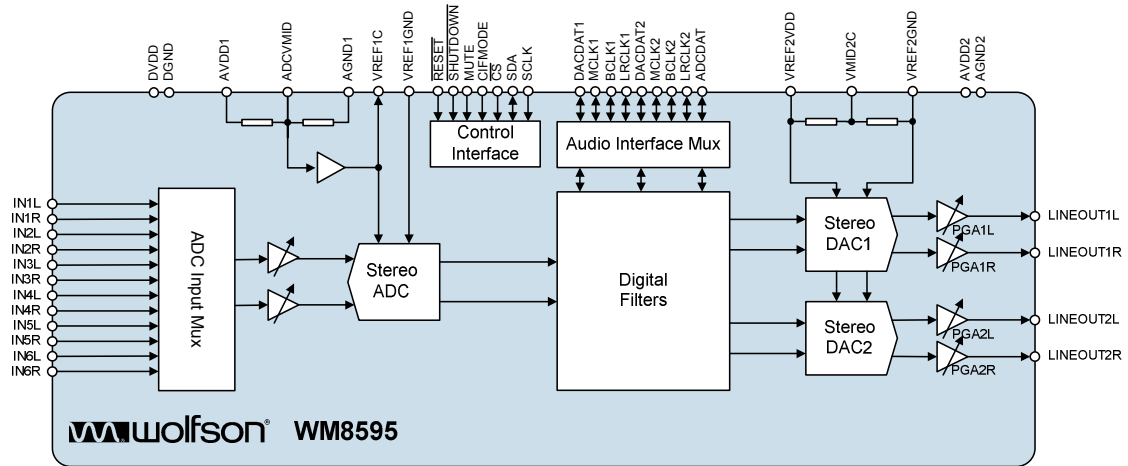 DVDD
DGND
AVDD1
ADCVMID
AGND1
VREF1C
VREF1GND
RESET
SHUTDOWN
MUTE
CIFMODE
CS
SDA
SCLK
DACDAT1
MCLK1
BCLK1
LRCLK1
DACDAT2
MCLK2
BCLK2
LRCLK2
ADCDAT
VREF2VDD
VMID2C
VREF2GND
AVDD2
AGND2
Control
Interface
Audio Interface Mux
IN1L
IN1R
IN2L
IN2R
IN3L
IN3R
IN4L
IN4R
IN5L
IN5R
IN6L
IN6R
ADC Input Mux
Stereo
ADC
Digital
Filters
Stereo
DAC1
Stereo
DAC2
PGA1L
PGA1R
PGA2L
PGA2R
LINEOUT1L
LINEOUT1R
LINEOUT2L
LINEOUT2R
wolfson® WM8595